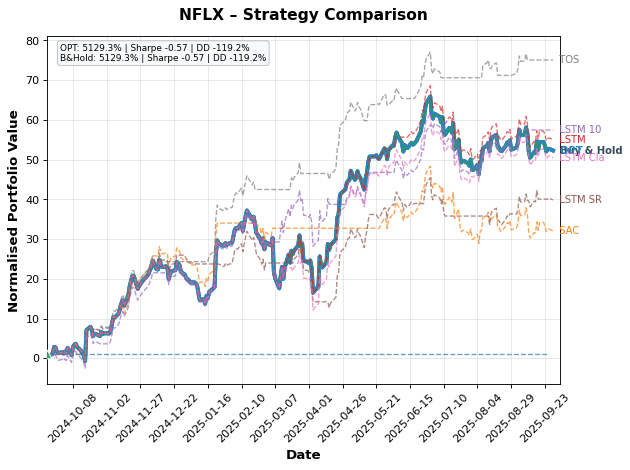 NFLX – Strategy Comparison
OPT: 5129.3% | Sharpe -0.57 | DD -119.2%
B&Hold: 5129.3% | Sharpe -0.57 | DD -119.2%
Normalised Portfolio Value
80
70
60
50
40
30
20
10
0
TOS
LSTM 10
LSTM
Buy & Hold
LSTM Cla
LSTM SR
SAC
2024-10-08
2024-11-02
2024-11-27
2024-12-22
2025-01-16
2025-02-10
2025-03-07
2025-04-01
2025-04-26
2025-05-21
2025-06-15
2025-07-10
2025-08-04
2025-08-29
2025-09-23
Date